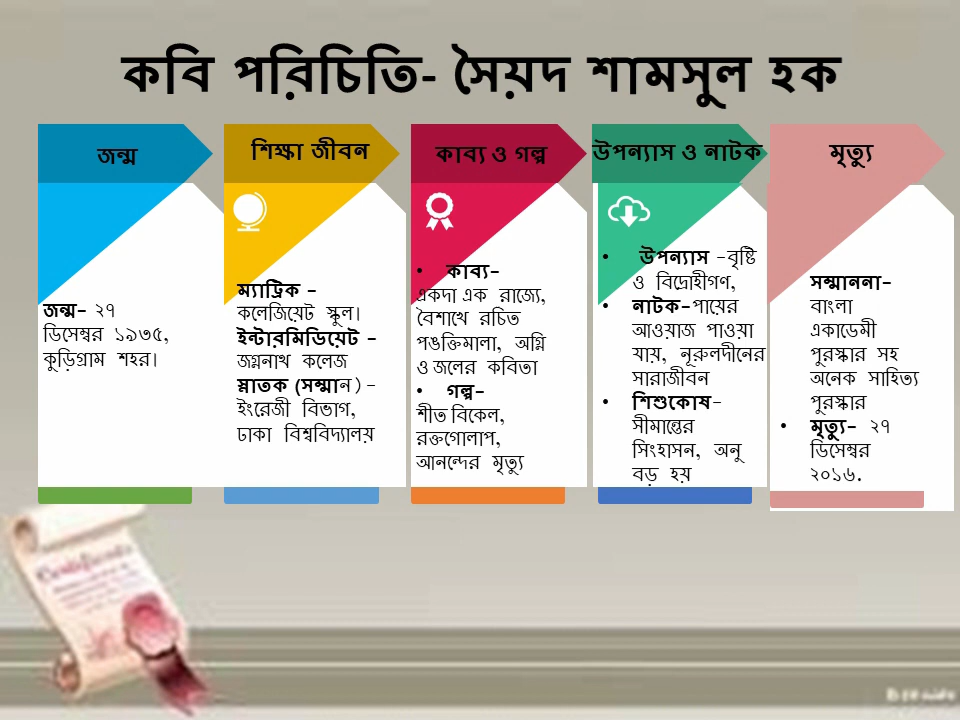 কবি পরিচিতি- সৈয়দ শামসুল হক
জন্ম
জন্ম- ২৭
ডিসেম্বর ১৯৩৫,
কুড়িগ্রাম শহর।
শিক্ষা জীবন
ম্যাট্রিক -
কলেজিয়েট স্কুল।
ইন্টারমিডিয়েট -
জগন্নাথ কলেজ
স্নাতক (সম্মান) -
ইংরেজী বিভাগ,
ঢাকা বিশ্ববিদ্যালয়
কাব্য ও গল্প
• কাব্য-
একদা এক রাজ্যে,
বৈশাখে রচিত
পঙক্তিমালা, অগ্নি
ও জলের কবিতা
• গল্প-
শীত বিকেল,
রক্তগোলাপ,
আনন্দের মৃত্যু
উপন্যাস ও নাটক
• উপন্যাস -বৃষ্টি
ও বিদ্রোহীগণ,
• নাটক-পায়ের
আওয়াজ পাওয়া
যায়, নূরুলদীনের
সারাজীবন
• শিশুকোষ-
সীমান্তের
সিংহাসন, অনু
বড় হয়
মৃত্যু
সম্মাননা-
বাংলা
একাডেমী
পুরস্কার সহ
অনেক সাহিত্য
পুরস্কার
• মৃত্যু- ২৭
ডিসেম্বর
২০১৬.